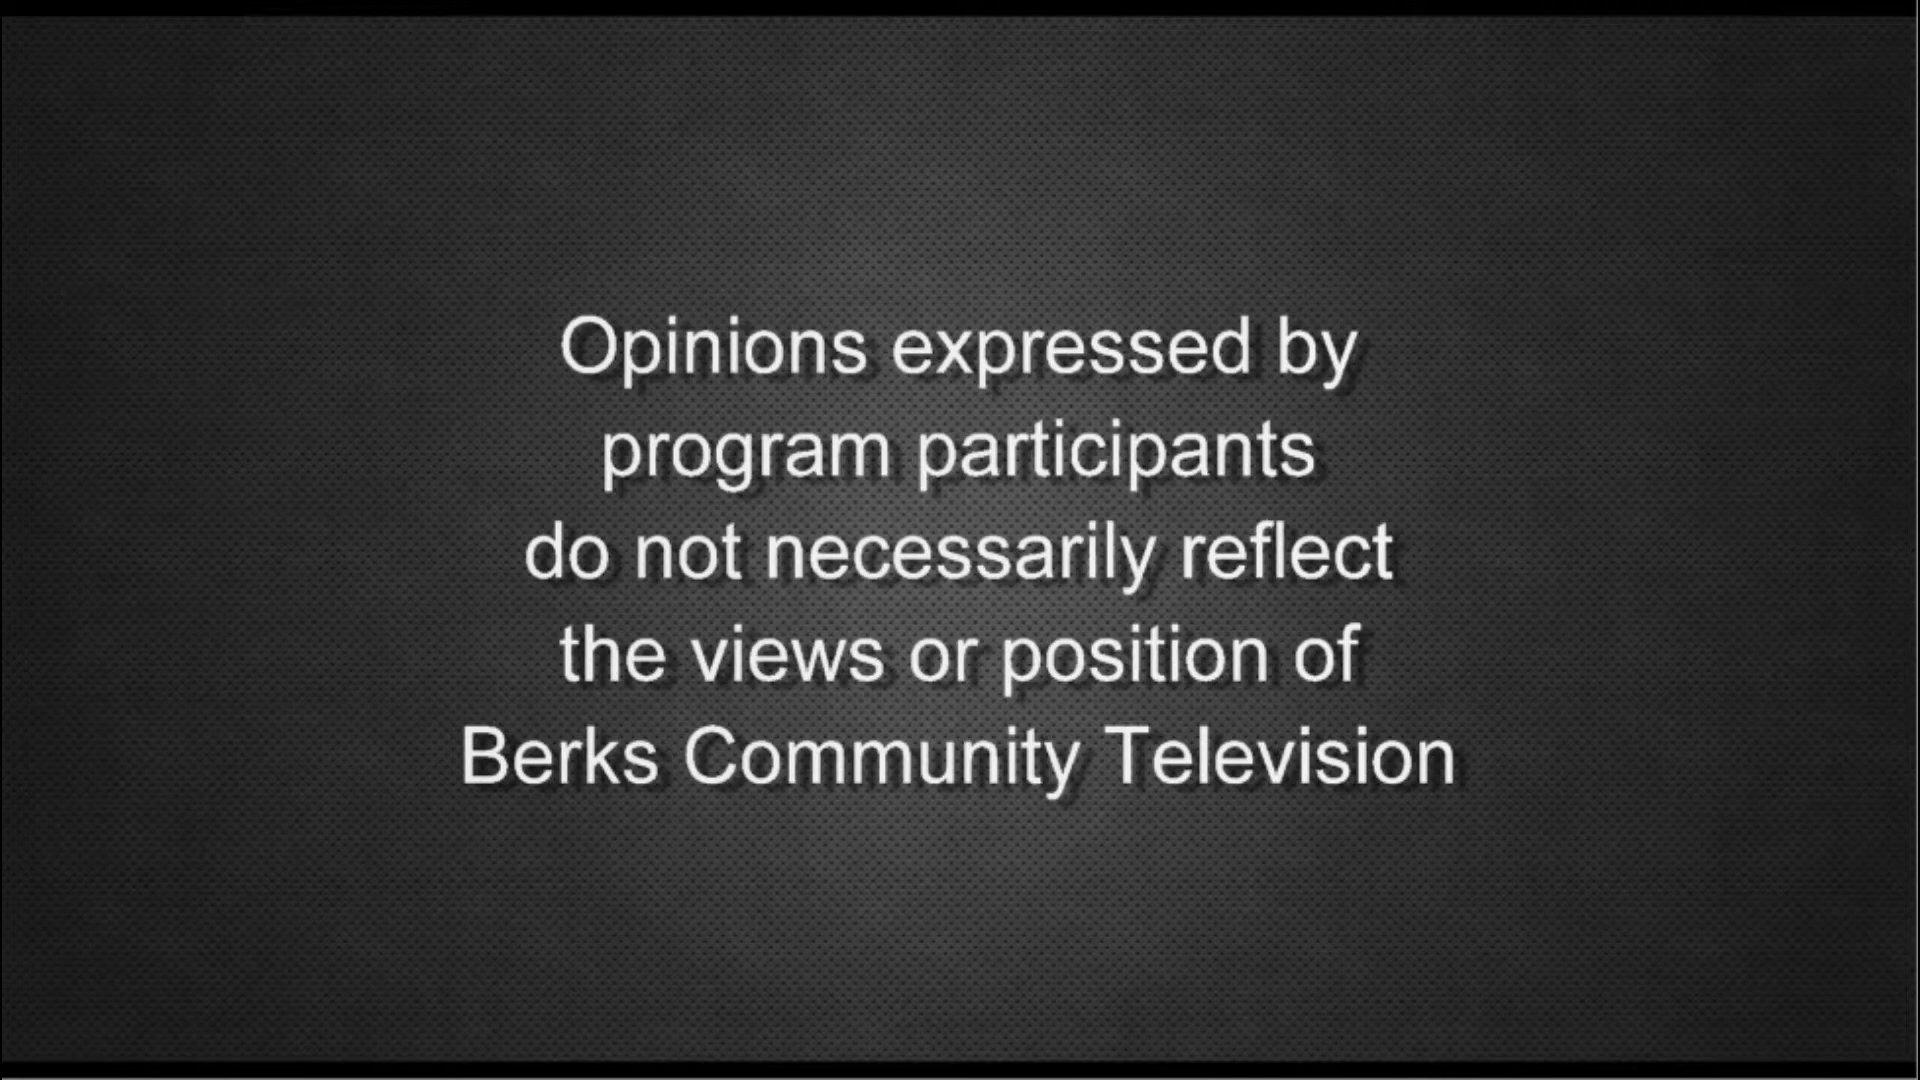 Opinions expressed by
program participants
do not necessarily reflect
the views or position of
Berks Community Television